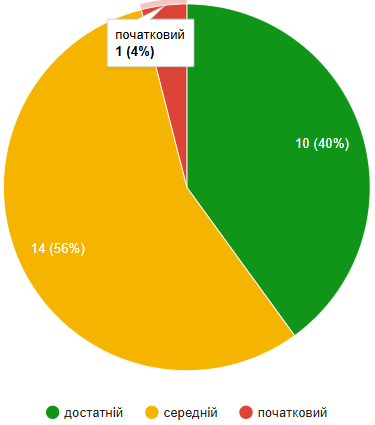 початковий
1 (4%)
10 (40%)
14 (56%)
достатній
середній
початковий